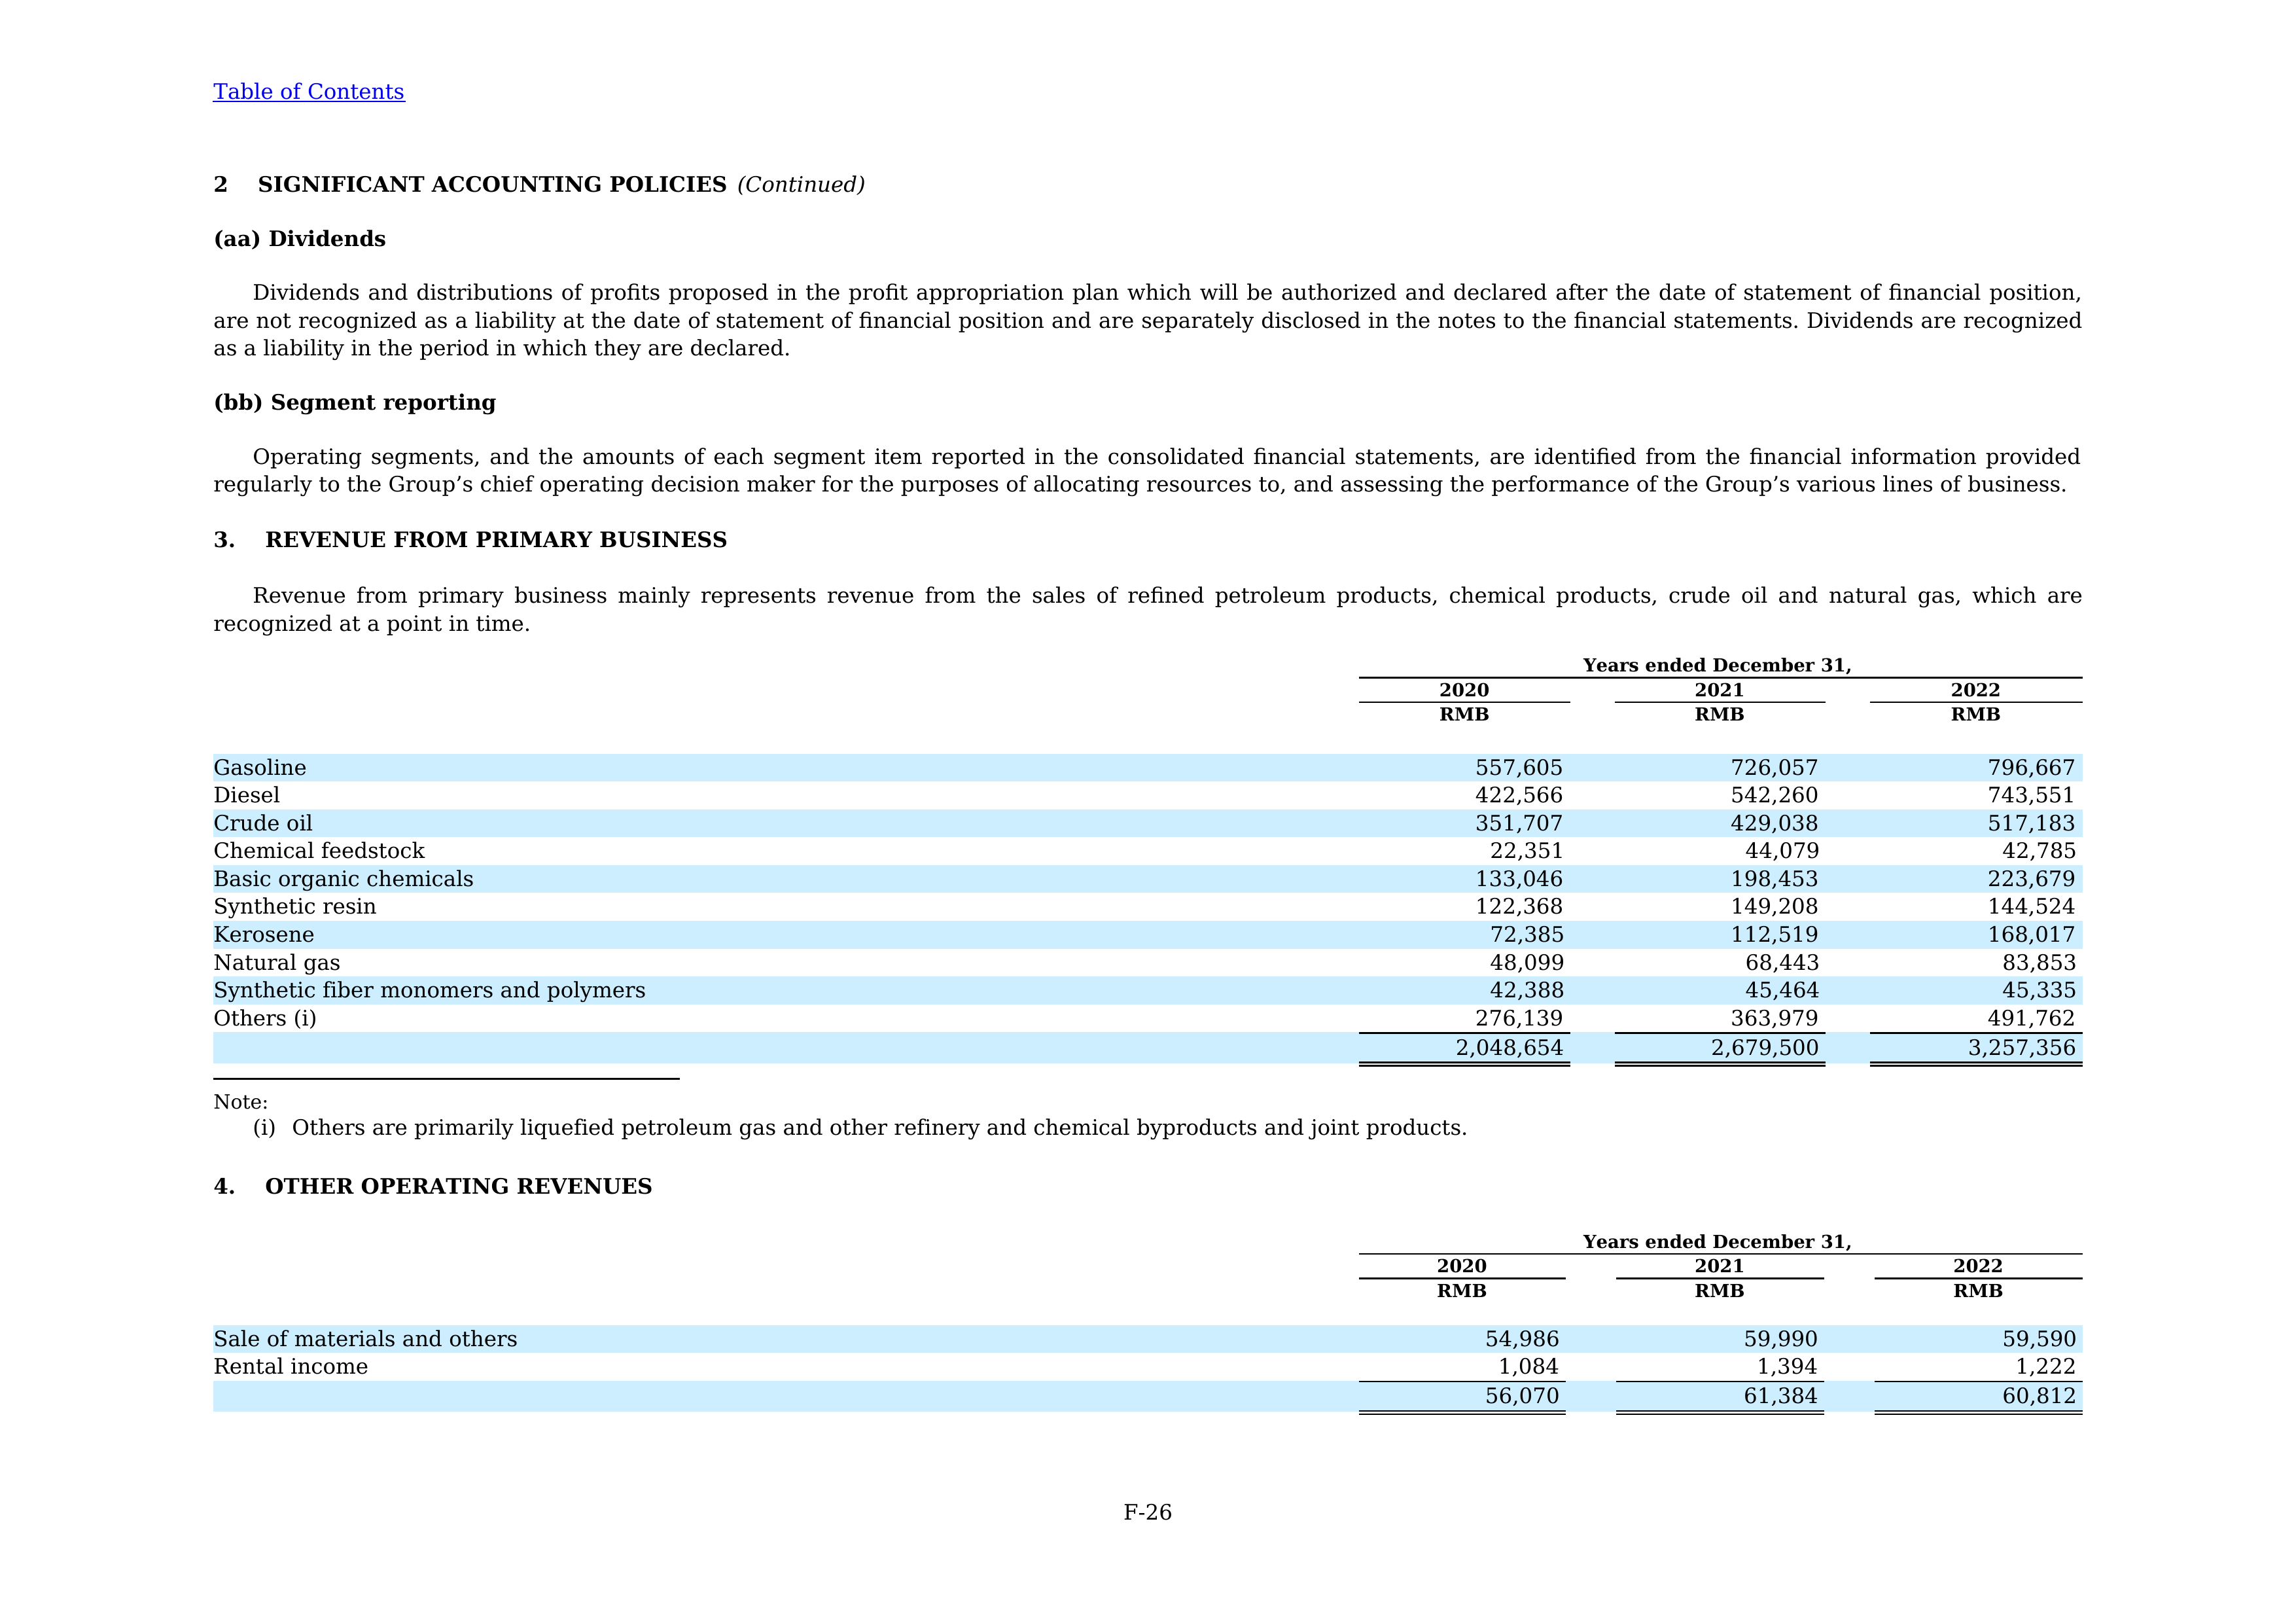 Table of Contents
2 SIGNIFICANT ACCOUNTING POLICIES (Continued)
(aa) Dividends
Dividends and distributions of profits proposed in the profit appropriation plan which will be authorized and declared after the date of statement of financial position,
are not recognized as a liability at the date of statement of financial position and are separately disclosed in the notes to the financial statements. Dividends are recognized
as a liability in the period in which they are declared.
(bb) Segment reporting
Operating segments, and the amounts of each segment item reported in the consolidated financial statements, are identified from the financial information provided
regularly to the Group’s chief operating decision maker for the purposes of allocating resources to, and assessing the performance of the Group’s various lines of business.
3. REVENUE FROM PRIMARY BUSINESS
Revenue from primary business mainly represents revenue from the sales of refined petroleum products, chemical products, crude oil and natural gas, which are
recognized at a point in time.
Years ended December 31,
2020 2021 2022
RMB RMB RMB
Gasoline 557,605 726,057 796,667
Diesel 422,566 542,260 743,551
Crude oil 351,707 429,038 517,183
Chemical feedstock 22,351 44,079 42,785
Basic organic chemicals 133,046 198,453 223,679
Synthetic resin 122,368 149,208 144,524
Kerosene 72,385 112,519 168,017
Natural gas 48,099 68,443 83,853
Synthetic fiber monomers and polymers 42,388 45,464 45,335
Others (i) 276,139 363,979 491,762
2,048,654 2,679,500 3,257,356
Note:
(i) Others are primarily liquefied petroleum gas and other refinery and chemical byproducts and joint products.
4. OTHER OPERATING REVENUES
Years ended December 31,
2020 2021 2022
RMB RMB RMB
Sale of materials and others 54,986 59,990 59,590
Rental income 1,084 1,394 1,222
56,070 61,384 60,812
F-26